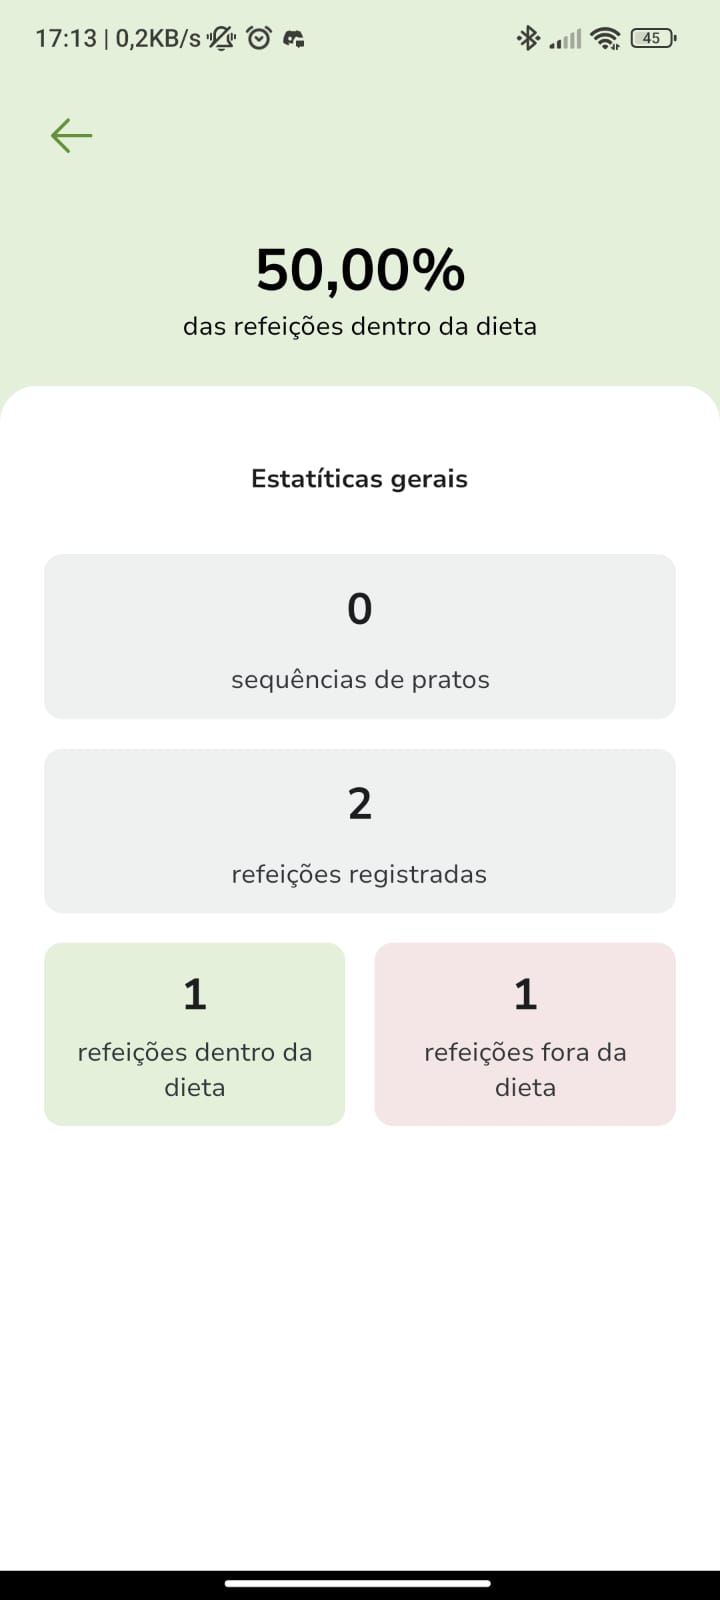 17:13 | 0,2KB/s 45
50,00%
das refeições dentro da dieta
Estatíticas gerais
0
sequências de pratos
2
refeições registradas
1
refeições dentro da
dieta
1
refeições fora da
dieta